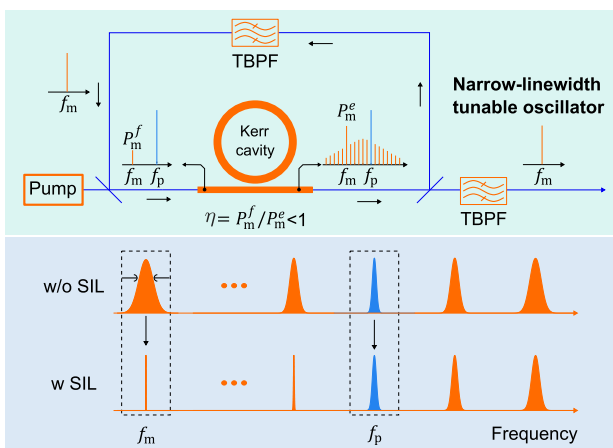 TBPF
f_m
Narrow-linewidth
tunable oscillator
P_m^f
P_m^e
Kerr
cavity
f_m
f_m f_p
f_m f_p
Pump
η = P_m^f/P_m^e<1
TBPF
w/o SIL
w SIL
f_m
f_p
Frequency